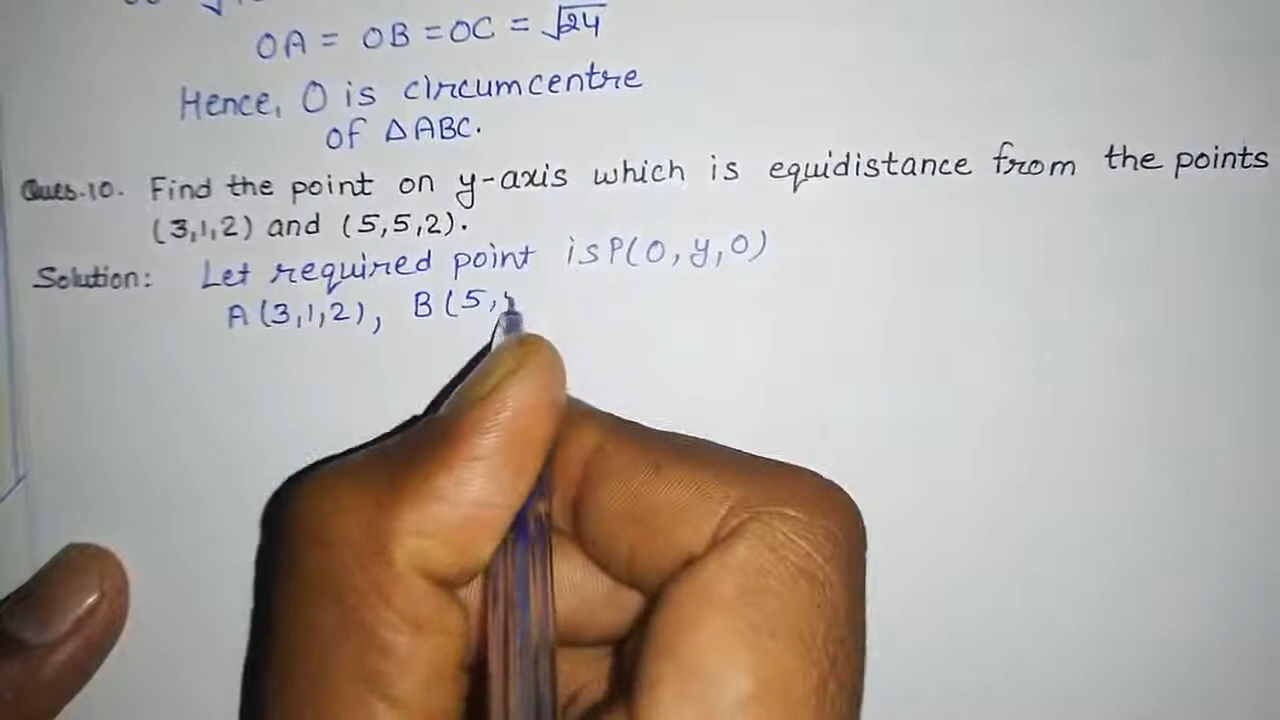 OA = OB = OC = √24
Hence, O is circumcentre
of △ABC.
Ques.10. Find the point on y-axis which is equidistance from the points
(3,1,2) and (5,5,2).
Solution: Let required point is P(0, y, 0)
A(3,1,2), B(5,